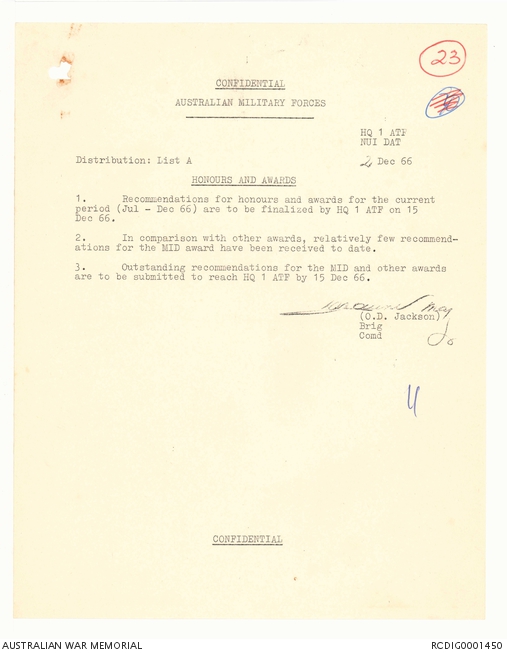 23
CONFIDENTIAL
AUSTRALIAN MILITARY FORCES
HQ 1 ATF
NUI DAT
Distribution: List A
2 Dec 66
HONOURS AND AWARDS
1. Recommendations for honours and awards for the current
period (Jul - Dec 66) are to be finalized by HQ 1 ATF on 15
Dec 66.
2. In comparison with other awards, relatively few recommend-
ations for the MID award have been received to date.
3. Outstanding recommendations for the MID and other awards
are to be submitted to reach HQ 1 ATF by 15 Dec 66.
Maj
(O.D. Jackson)
Brig
Comd
CONFIDENTIAL
AUSTRALIAN WAR MEMORIAL
RCDIG0001450